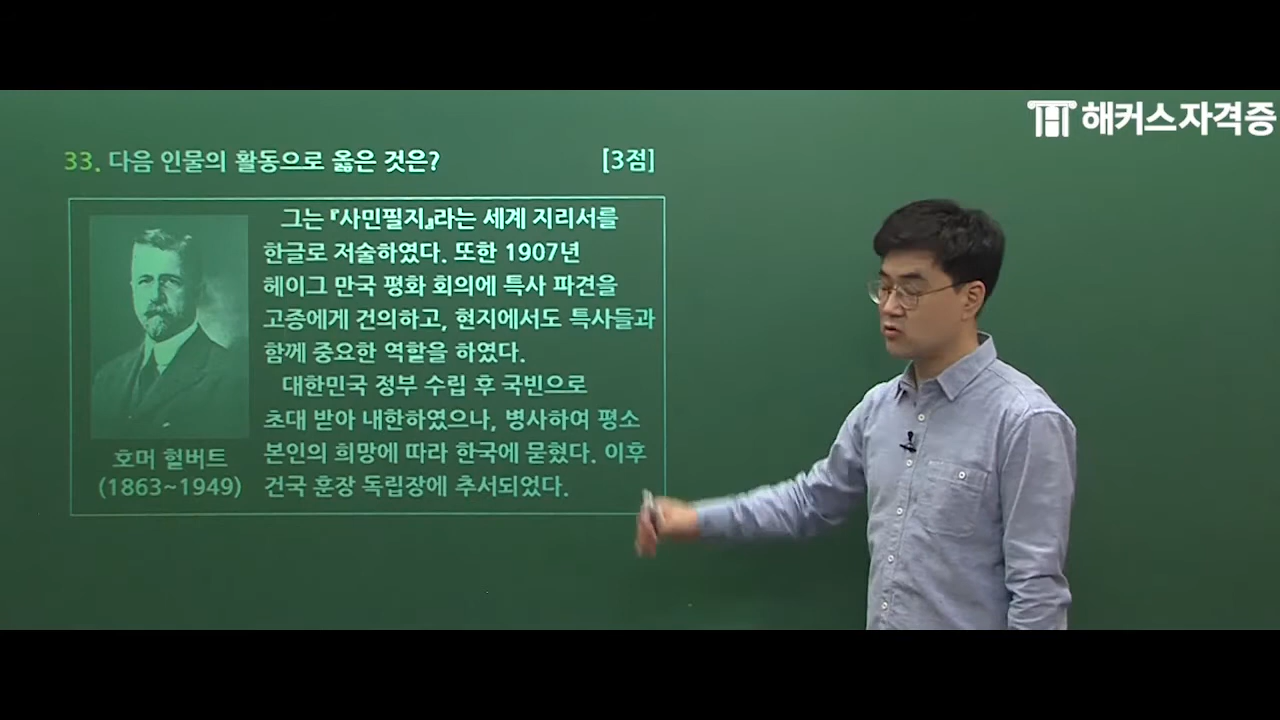 해커스자격증
33. 다음 인물의 활동으로 옳은 것은? [3점]
그는 『사민필지』라는 세계 지리서를
한글로 저술하였다. 또한 1907년
헤이그 만국 평화 회의에 특사 파견을
고종에게 건의하고, 현지에서도 특사들과
함께 중요한 역할을 하였다.
대한민국 정부 수립 후 국빈으로
초대 받아 내한하였으나, 병사하여 평소
본인의 희망에 따라 한국에 묻혔다. 이후
건국 훈장 독립장에 추서되었다.
호머 헐버트
(1863~1949)